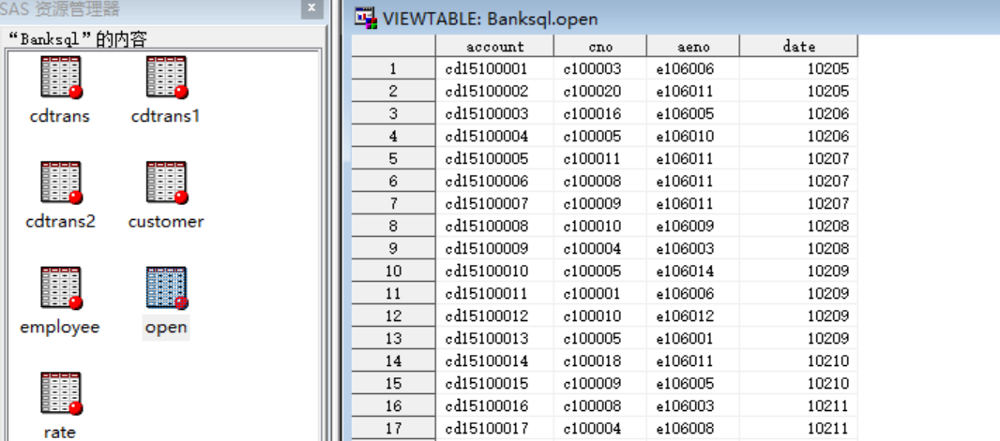 SAS 资源管理器
x
“Banksql”的内容
cdtrans cdtrans1
cdtrans2 customer
employee open
rate
VIEWTABLE: Banksql.open
account cno aeno date
1 cd15100001 c100003 e106006 10205
2 cd15100002 c100020 e106011 10205
3 cd15100003 c100016 e106005 10206
4 cd15100004 c100005 e106010 10206
5 cd15100005 c100011 e106011 10207
6 cd15100006 c100008 e106011 10207
7 cd15100007 c100009 e106011 10207
8 cd15100008 c100010 e106009 10208
9 cd15100009 c100004 e106003 10208
10 cd15100010 c100005 e106014 10209
11 cd15100011 c100001 e106006 10209
12 cd15100012 c100010 e106012 10209
13 cd15100013 c100005 e106001 10209
14 cd15100014 c100018 e106011 10210
15 cd15100015 c100009 e106005 10210
16 cd15100016 c100008 e106003 10211
17 cd15100017 c100004 e106008 10211